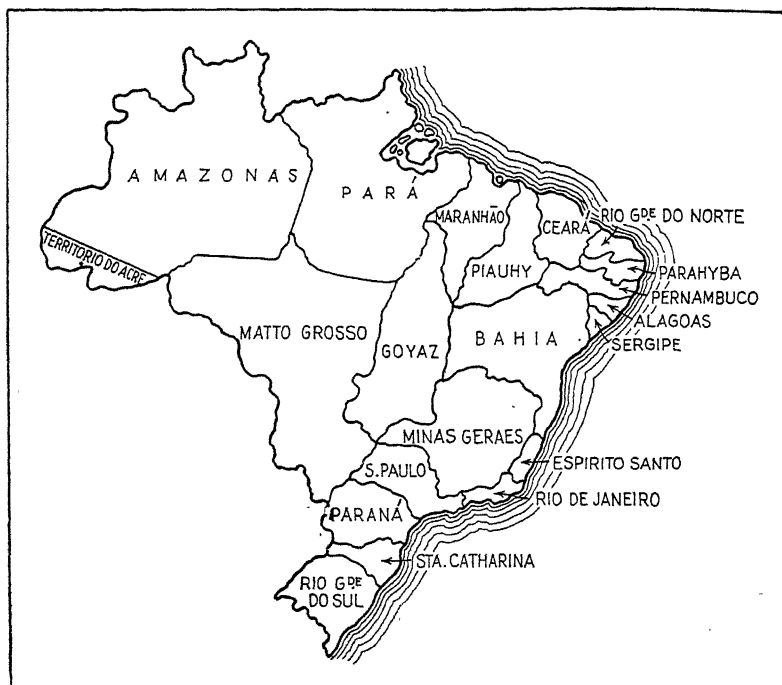 AMAZONAS
PARÁ
MARANHÃO
CEARÁ
RIO Gᴰᴱ DO NORTE
TERRITORIO DO ACRE
PIAUHY
PARAHYBA
PERNAMBUCO
ALAGOAS
SERGIPE
MATTO GROSSO
GOYAZ
BAHIA
MINAS GERAES
S. PAULO
ESPIRITO SANTO
RIO DE JANEIRO
PARANÁ
STA. CATHARINA
RIO Gᴰᴱ
DO SUL